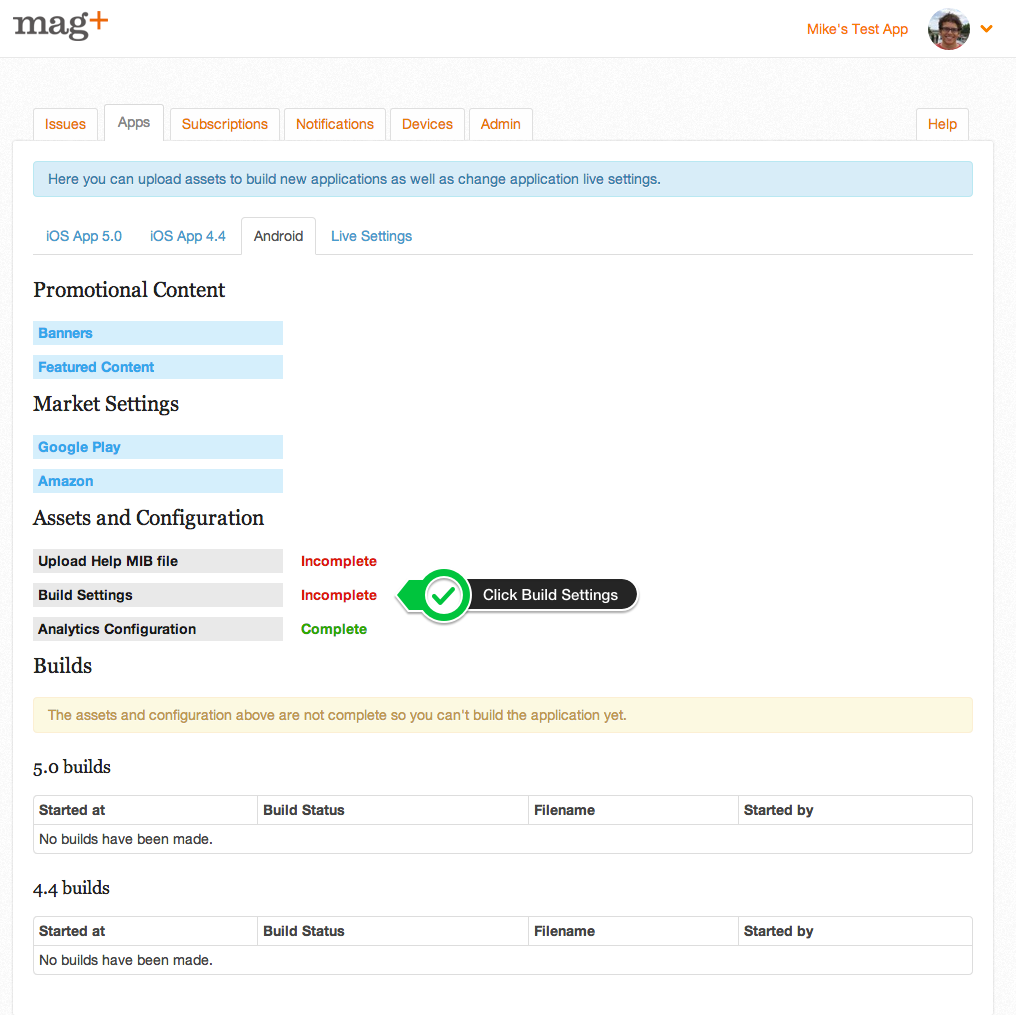 mag+
Mike's Test App
Issues Apps Subscriptions Notifications Devices Admin Help
Here you can upload assets to build new applications as well as change application live settings.
iOS App 5.0 iOS App 4.4 Android Live Settings
Promotional Content
Banners
Featured Content
Market Settings
Google Play
Amazon
Assets and Configuration
Upload Help MIB file Incomplete
Build Settings Incomplete Click Build Settings
Analytics Configuration Complete
Builds
The assets and configuration above are not complete so you can't build the application yet.
5.0 builds
Started at Build Status Filename Started by
No builds have been made.
4.4 builds
Started at Build Status Filename Started by
No builds have been made.